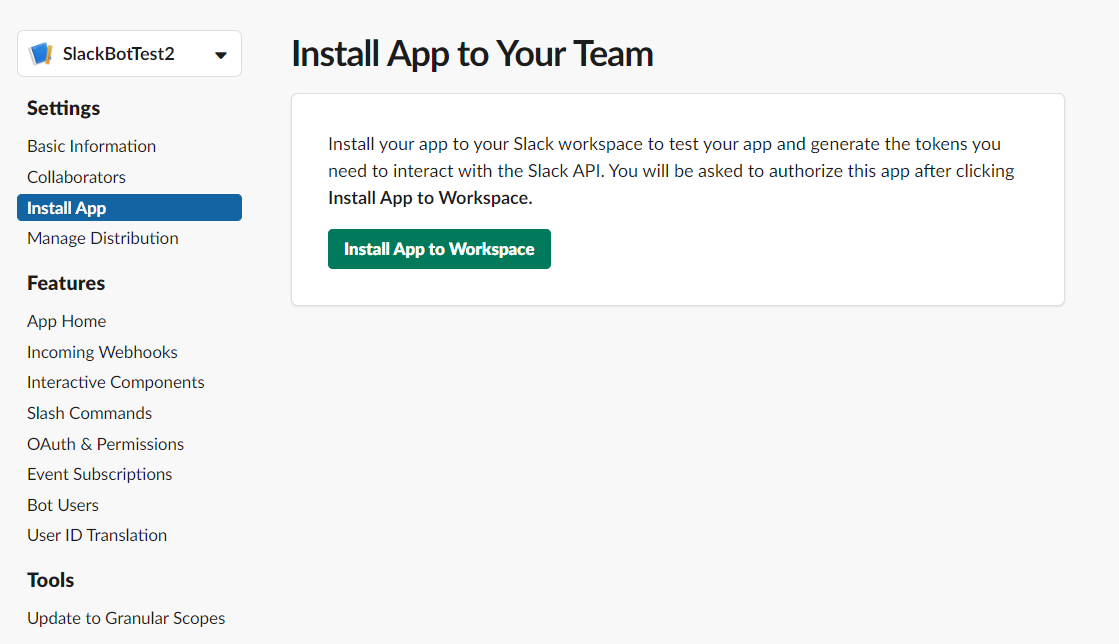 SlackBotTest2
Settings
Basic Information
Collaborators
Install App
Manage Distribution
Features
App Home
Incoming Webhooks
Interactive Components
Slash Commands
OAuth & Permissions
Event Subscriptions
Bot Users
User ID Translation
Tools
Update to Granular Scopes
Install App to Your Team
Install your app to your Slack workspace to test your app and generate the tokens you
need to interact with the Slack API. You will be asked to authorize this app after clicking
Install App to Workspace.
Install App to Workspace